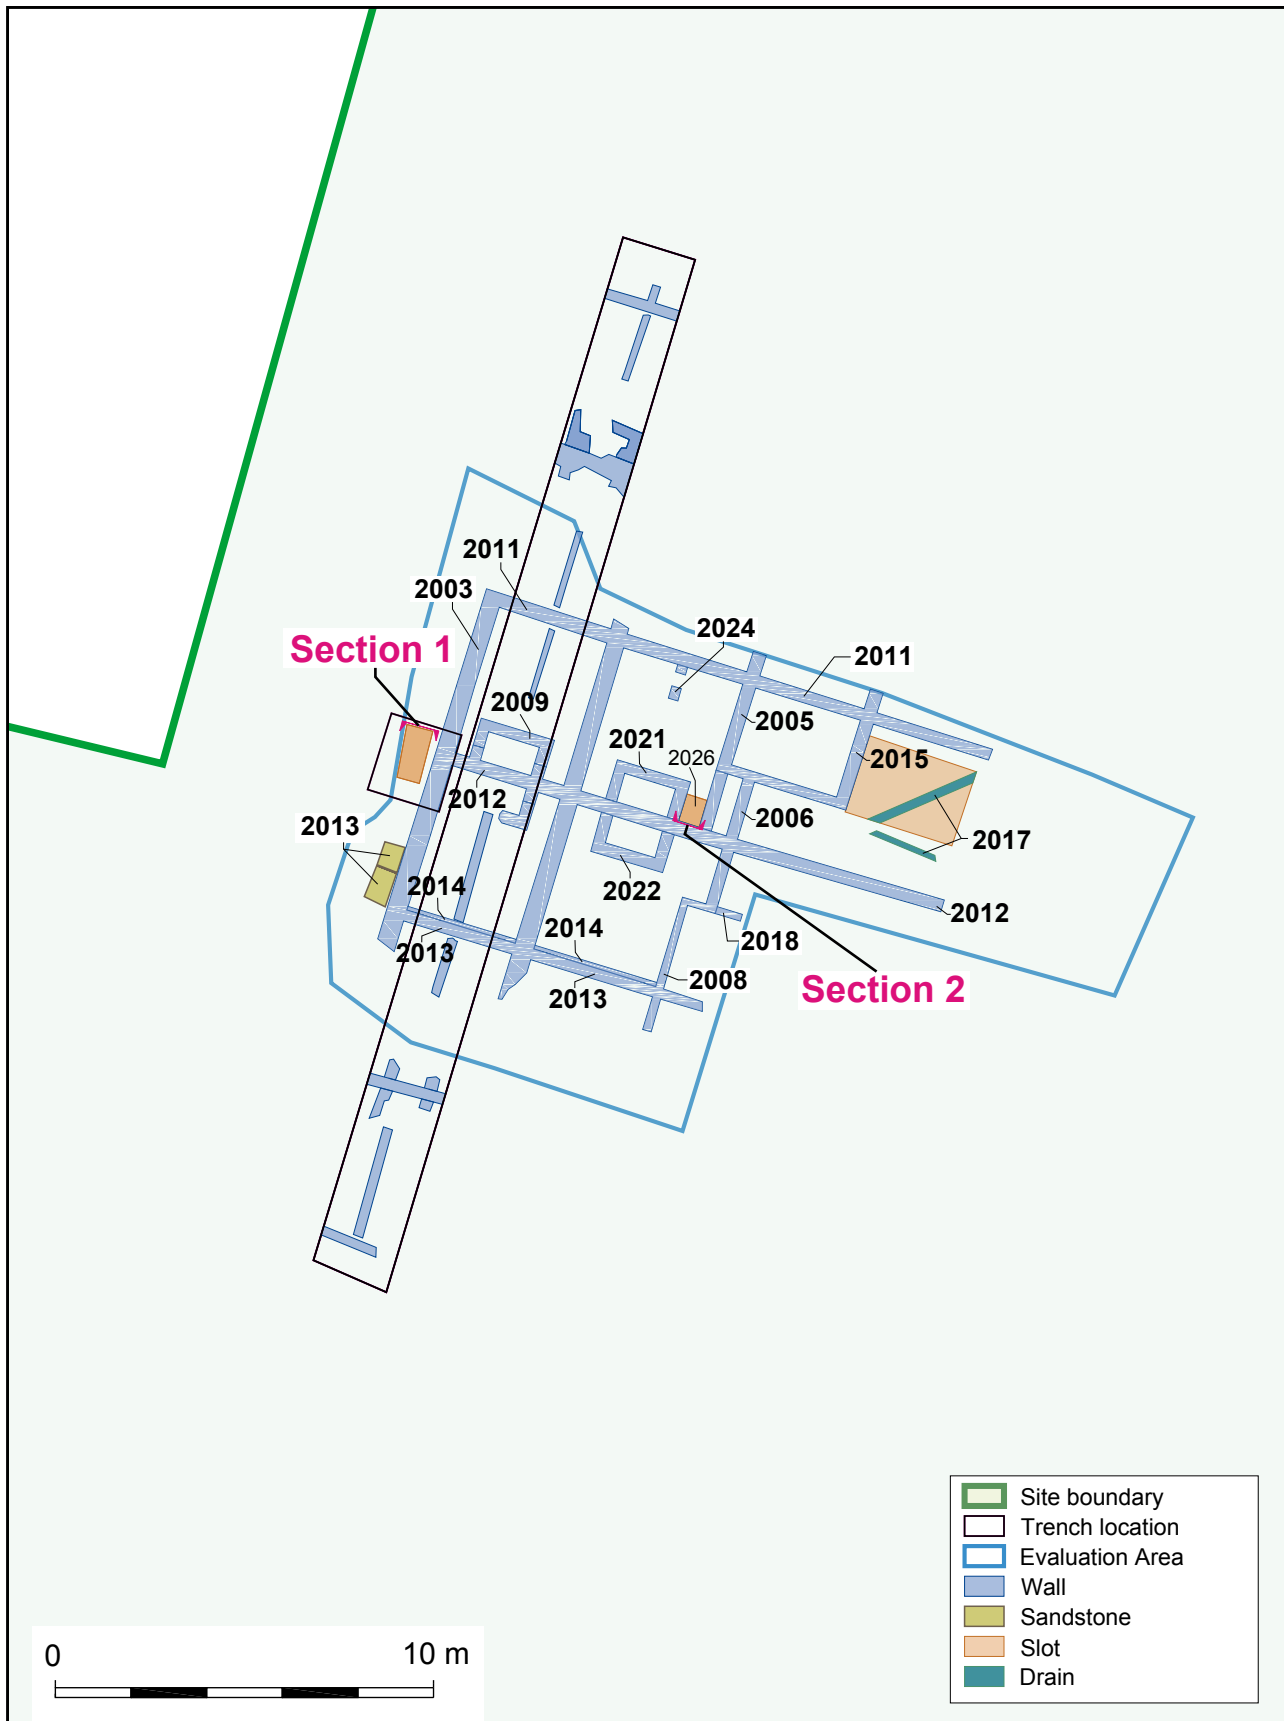 2011
2003
2024
Section 1
2011
2009
2005
2021
2026
2015
2012
2006
2013
2017
2022
2014
2012
2014
2018
2013
2008
Section 2
2013
Site boundary
Trench location
Evaluation Area
Wall
Sandstone
Slot
Drain
0 10 m